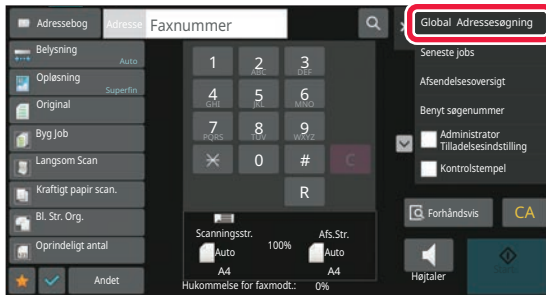 Adressebog
Adresse
Faxnummer
Global Adressesøgning
Belysning
Auto
Opløsning
Superfin
Original
Byg Job
Langsom Scan
Kraftigt papir scan.
Bl. Str. Org.
Oprindeligt antal
Andet
1
2
ABC
3
DEF
4
GHI
5
JKL
6
MNO
7
PQRS
8
TUV
9
WXYZ
0
#
C
R
Scanningsstr.
Auto
A4
100%
Afs.Str.
Auto
A4
Hukommelse for faxmodt.: 0%
Seneste jobs
Afsendelsesoversigt
Benyt søgenummer
Administrator
Tilladelsesindstilling
Kontrolstempel
Forhåndsvis
CA
Højtaler
Start